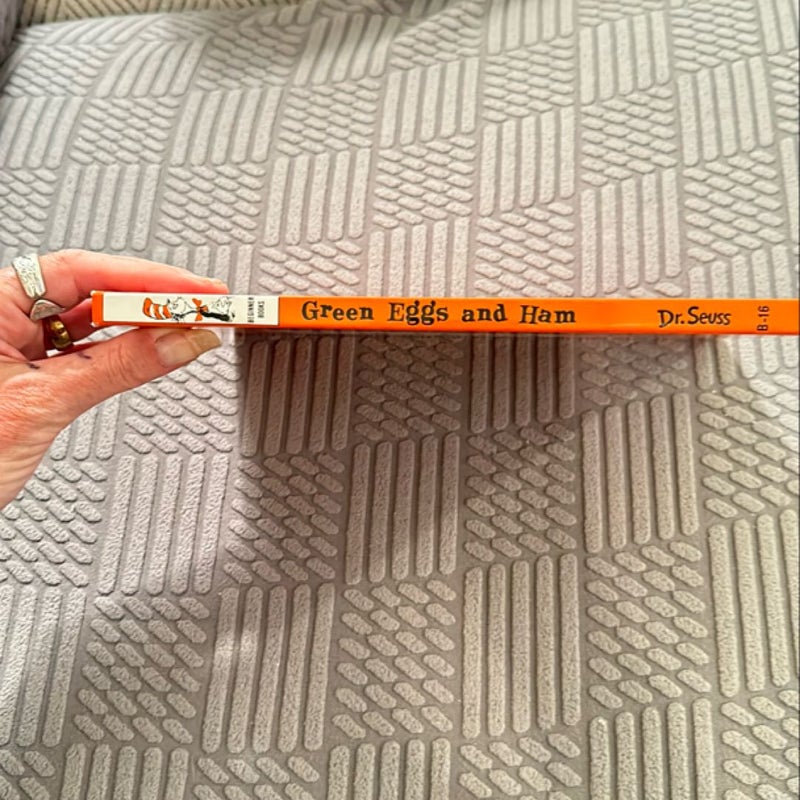 BEGINNER
BOOKS
Green Eggs and Ham
Dr. Seuss
B-16